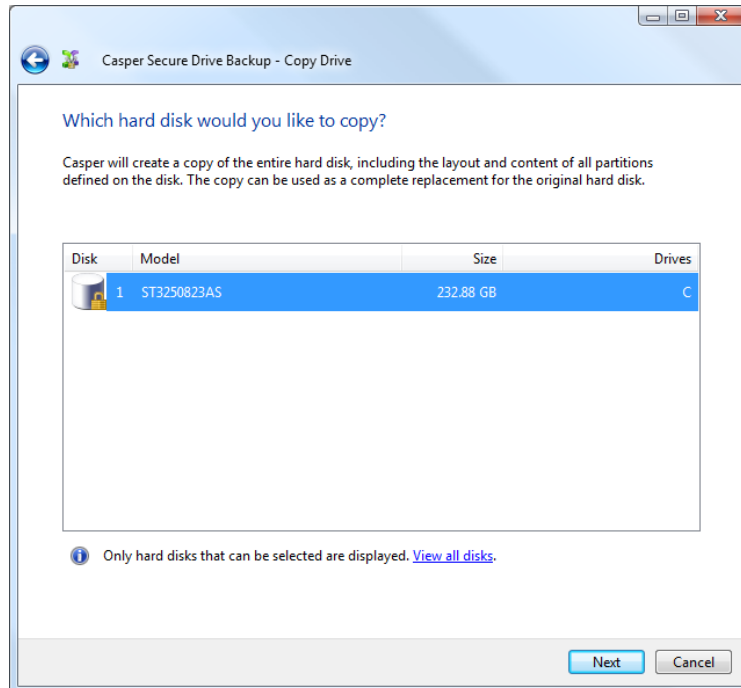 Casper Secure Drive Backup - Copy Drive
Which hard disk would you like to copy?
Casper will create a copy of the entire hard disk, including the layout and content of all partitions
defined on the disk. The copy can be used as a complete replacement for the original hard disk.
Disk Model Size Drives
1 ST3250823AS 232.88 GB C
Only hard disks that can be selected are displayed. View all disks.
Next Cancel